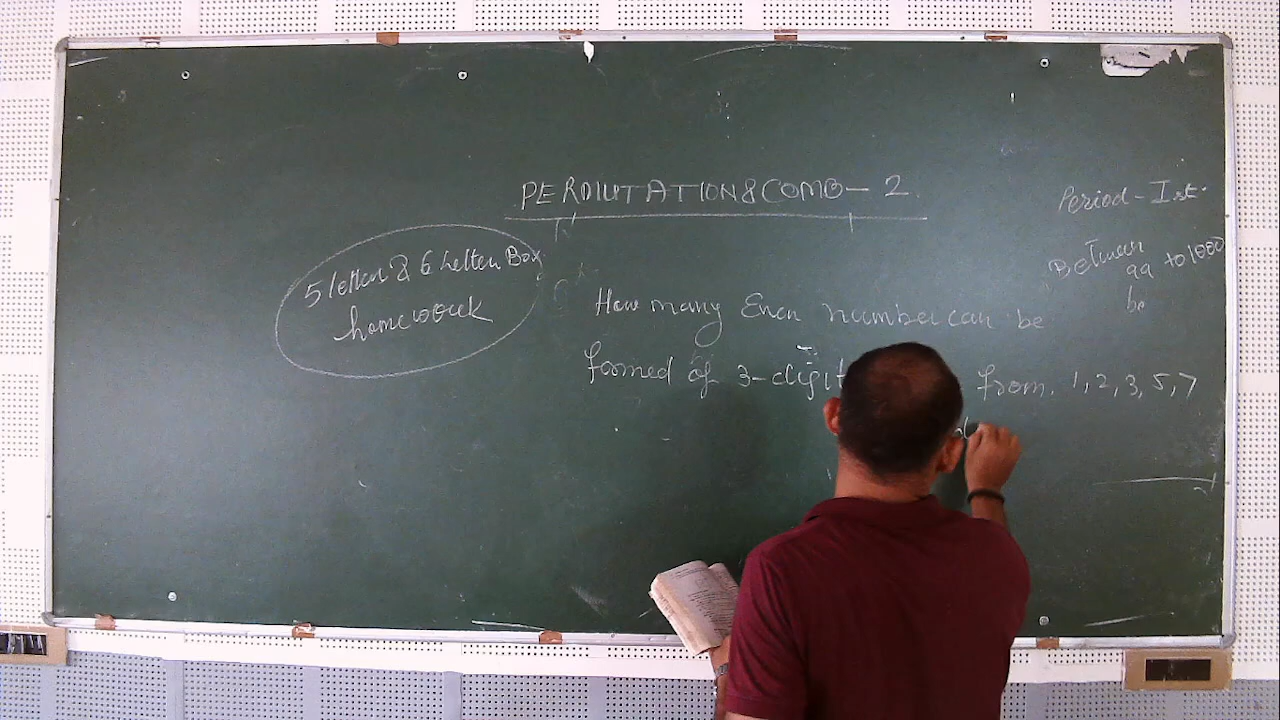 PERMUTATION & COMB - 2
Period - Ist
5 letter & 6 letter Box
homework
Between
99 to 1000
be
How many Even number can be
formed of 3-digit from 1, 2, 3, 5, 7